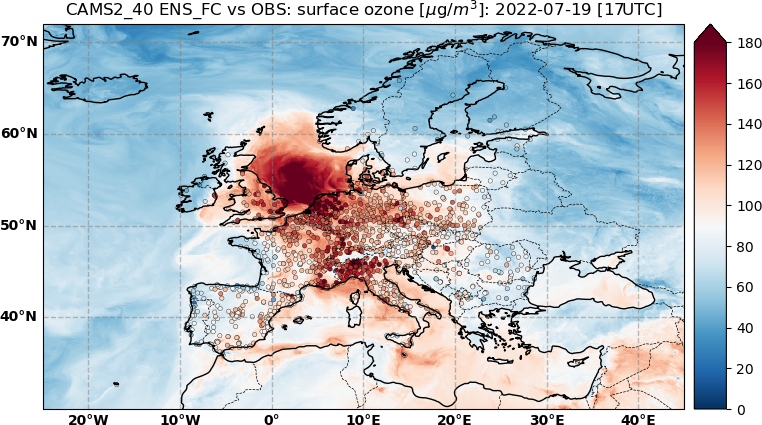 CAMS2_40 ENS_FC vs OBS: surface ozone [μg/m³]: 2022-07-19 [17UTC]
70°N
60°N
50°N
40°N
20°W 10°W 0° 10°E 20°E 30°E 40°E
180
160
140
120
100
80
60
40
20
0